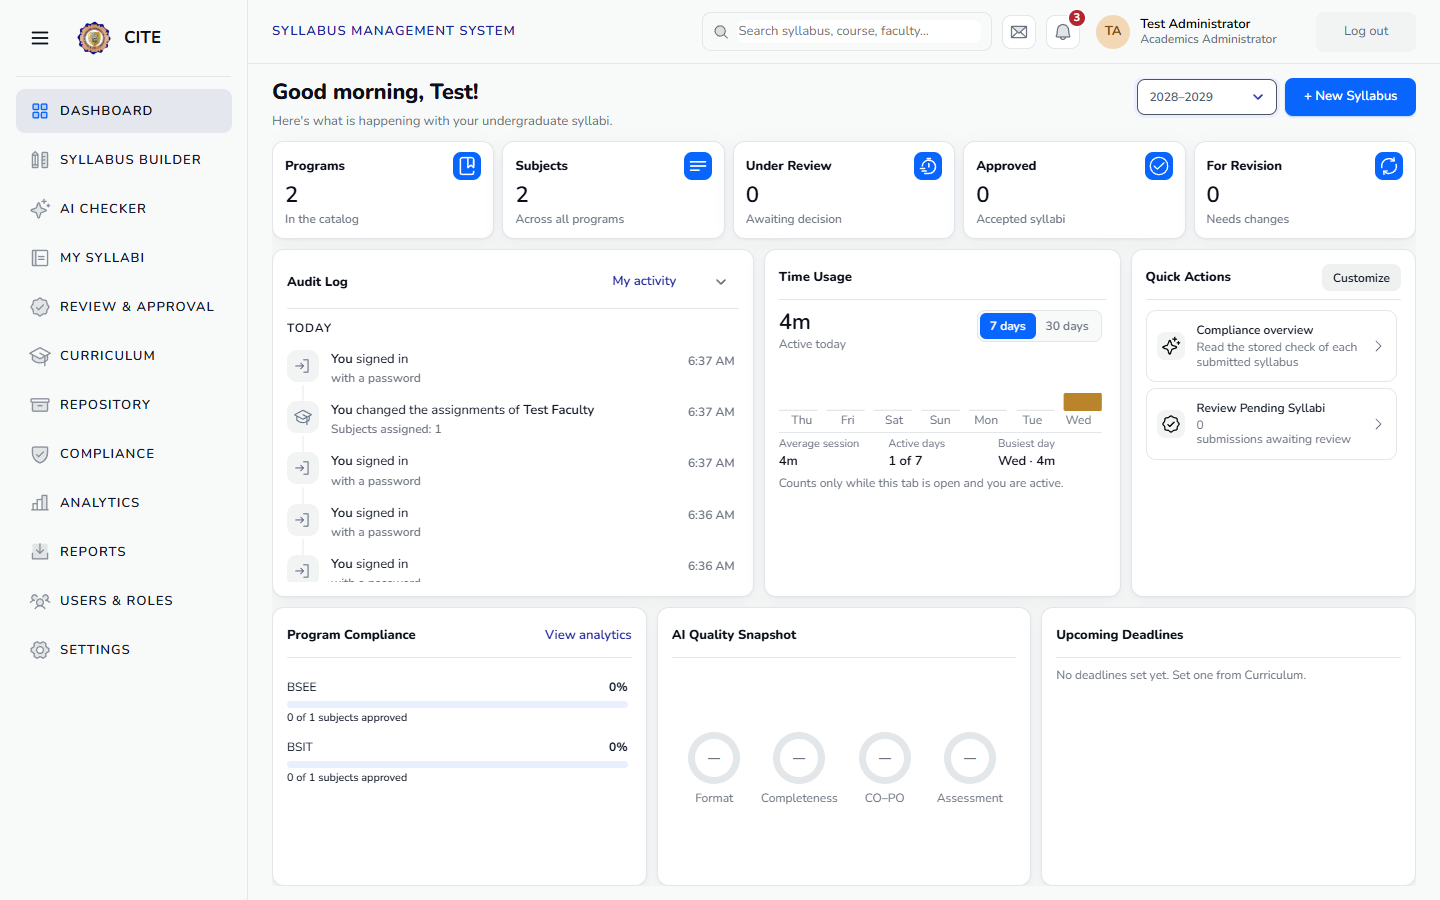 CITE
SYLLABUS MANAGEMENT SYSTEM
Search syllabus, course, faculty...
3
TA
Test Administrator
Academics Administrator
Log out
DASHBOARD
SYLLABUS BUILDER
AI CHECKER
MY SYLLABI
REVIEW & APPROVAL
CURRICULUM
REPOSITORY
COMPLIANCE
ANALYTICS
REPORTS
USERS & ROLES
SETTINGS
Good morning, Test!
Here's what is happening with your undergraduate syllabi.
2028–2029
+ New Syllabus
Programs
2
In the catalog
Subjects
2
Across all programs
Under Review
0
Awaiting decision
Approved
0
Accepted syllabi
For Revision
0
Needs changes
Audit Log
My activity
TODAY
You signed in
6:37 AM
with a password
You changed the assignments of Test Faculty
6:37 AM
Subjects assigned: 1
You signed in
6:37 AM
with a password
You signed in
6:36 AM
with a password
You signed in
6:36 AM
with a password
Time Usage
4m
Active today
7 days
30 days
Thu Fri Sat Sun Mon Tue Wed
Average session
4m
Active days
1 of 7
Busiest day
Wed · 4m
Counts only while this tab is open and you are active.
Quick Actions
Customize
Compliance overview
Read the stored check of each
submitted syllabus
Review Pending Syllabi
0
submissions awaiting review
Program Compliance
View analytics
BSEE
0%
0 of 1 subjects approved
BSIT
0%
0 of 1 subjects approved
AI Quality Snapshot
— — — —
Format
Completeness
CO–PO
Assessment
Upcoming Deadlines
No deadlines set yet. Set one from Curriculum.